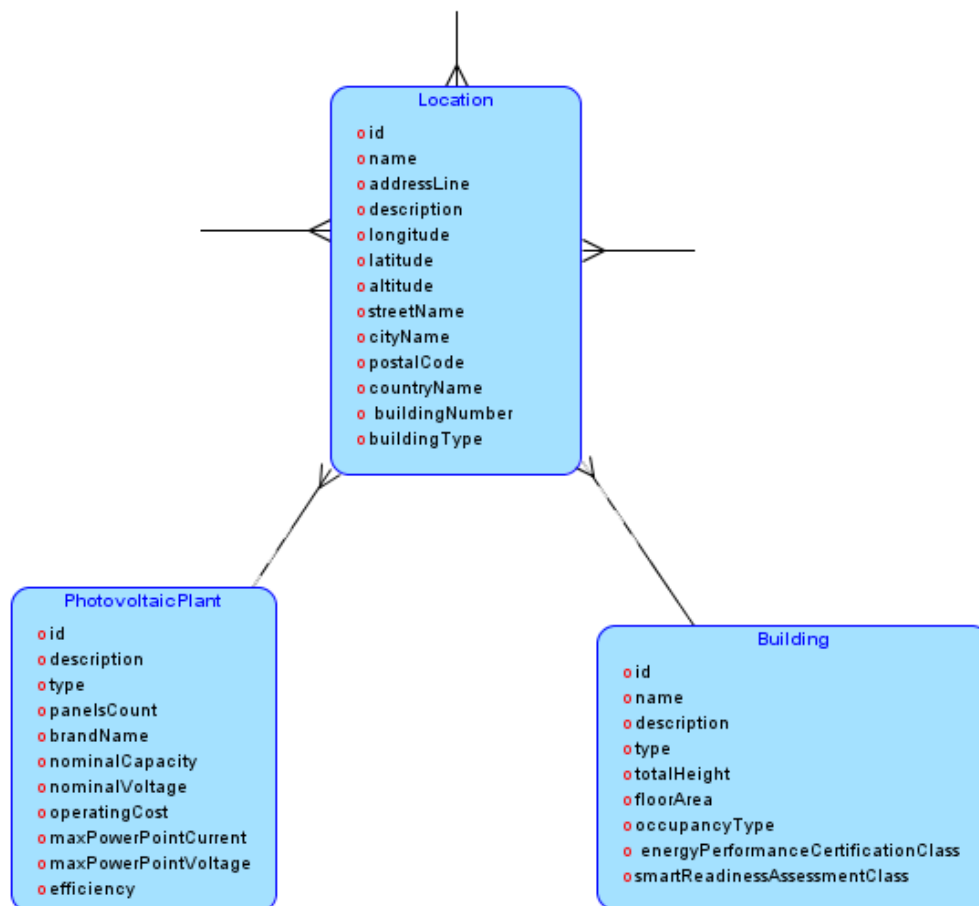 Location
id
name
addressLine
description
longitude
latitude
altitude
streetName
cityName
postalCode
countryName
buildingNumber
buildingType
PhotovoltaicPlant
id
description
type
panelsCount
brandName
nominalCapacity
nominalVoltage
operatingCost
maxPowerPointCurrent
maxPowerPointVoltage
efficiency
Building
id
name
description
type
totalHeight
floorArea
occupancyType
energyPerformanceCertificationClass
smartReadinessAssessmentClass